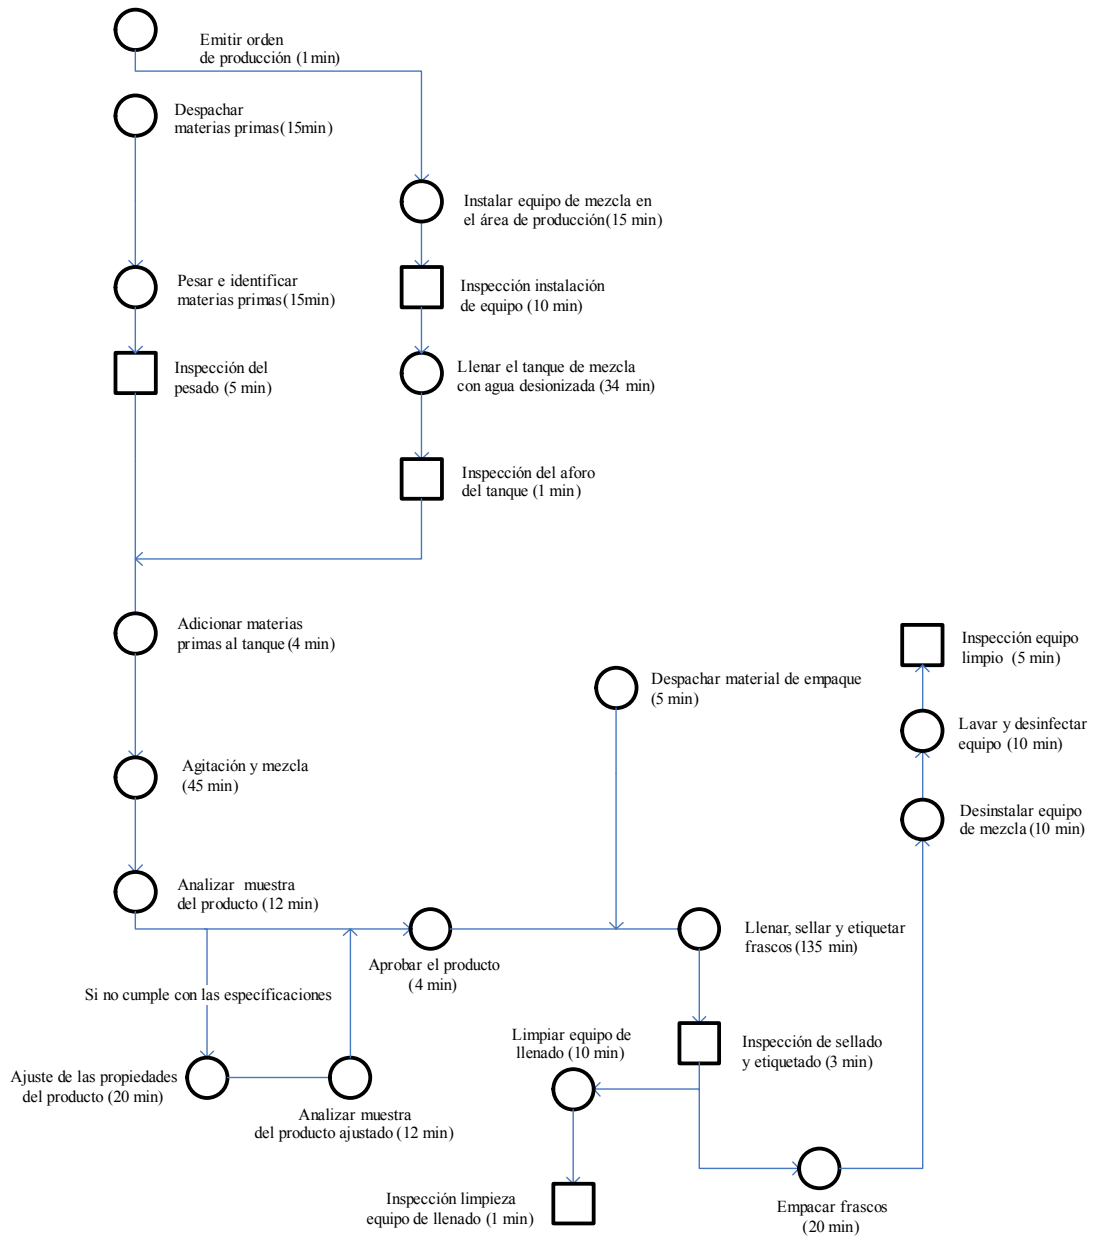 Emitir orden
de producción (1min)
Despachar
materias primas(15min)
Instalar equipo de mezcla en
el área de producción(15 min)
Pesar e identificar
materias primas(15min)
Inspección instalación
de equipo (10 min)
Inspección del
pesado (5 min)
Llenar el tanque de mezcla
con agua desionizada (34 min)
Inspección del aforo
del tanque (1 min)
Adicionar materias
primas al tanque (4 min)
Inspección equipo
limpio (5 min)
Despachar material de empaque
(5 min)
Lavar y desinfectar
equipo (10 min)
Agitación y mezcla
(45 min)
Desinstalar equipo
de mezcla (10 min)
Analizar muestra
del producto (12 min)
Llenar, sellar y etiquetar
frascos (135 min)
Aprobar el producto
(4 min)
Si no cumple con las específicaciones
Limpiar equipo de
llenado (10 min)
Inspección de sellado
y etiquetado (3 min)
Ajuste de las propiedades
del producto (20 min)
Analizar muestra
del producto ajustado (12 min)
Inspección limpieza
equipo de llenado (1 min)
Empacar frascos
(20 min)